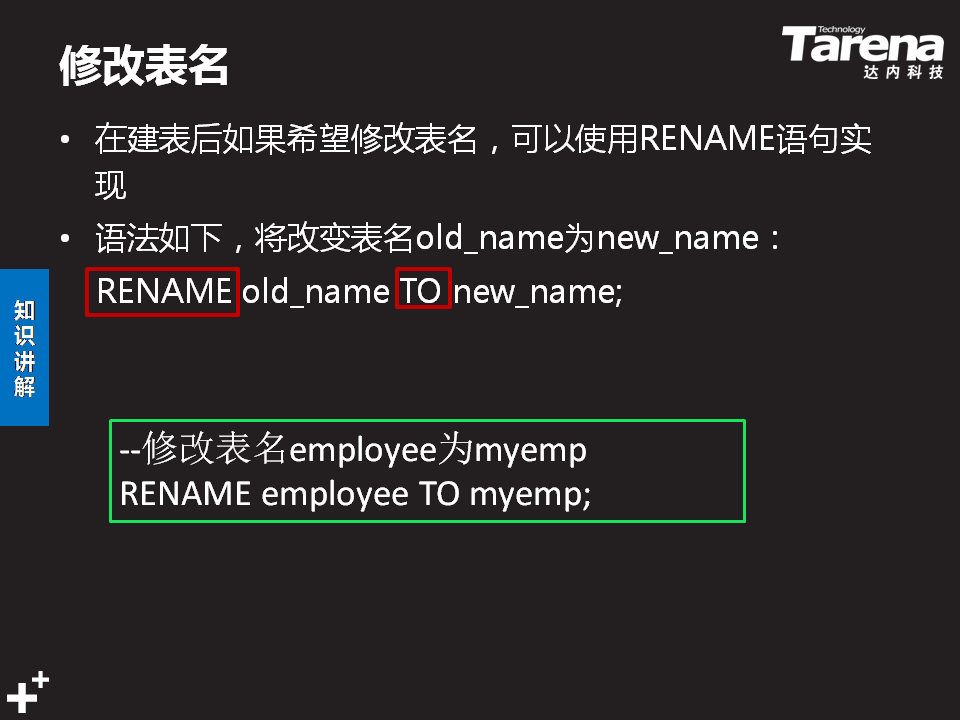 Technology
Tarena
达内科技
修改表名
• 在建表后如果希望修改表名，可以使用RENAME语句实
现
• 语法如下，将改变表名old_name为new_name：
RENAME old_name TO new_name;
知识讲解
--修改表名employee为myemp
RENAME employee TO myemp;